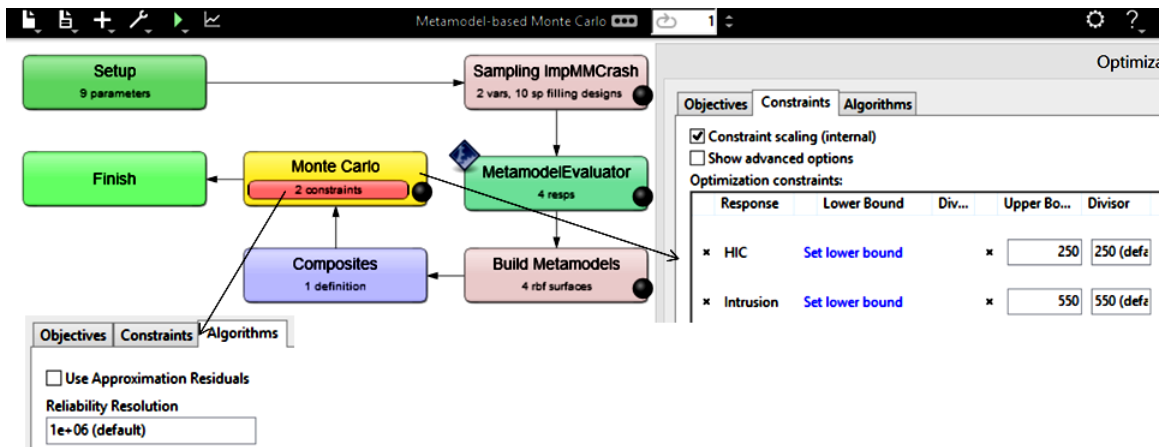 Metamodel-based Monte Carlo
1
?
Optimiza
Setup
9 parameters
Sampling ImpMMCrash
2 vars, 10 sp filling designs
Finish
Monte Carlo
2 constraints
MetamodelEvaluator
4 resps
Composites
1 definition
Build Metamodels
4 rbf surfaces
Objectives Constraints Algorithms
Constraint scaling (internal)
Show advanced options
Optimization constraints:
Response Lower Bound Div... Upper Bo... Divisor
HIC Set lower bound 250 250 (defa
Intrusion Set lower bound 550 550 (defa
Objectives Constraints Algorithms
Use Approximation Residuals
Reliability Resolution
1e+06 (default)